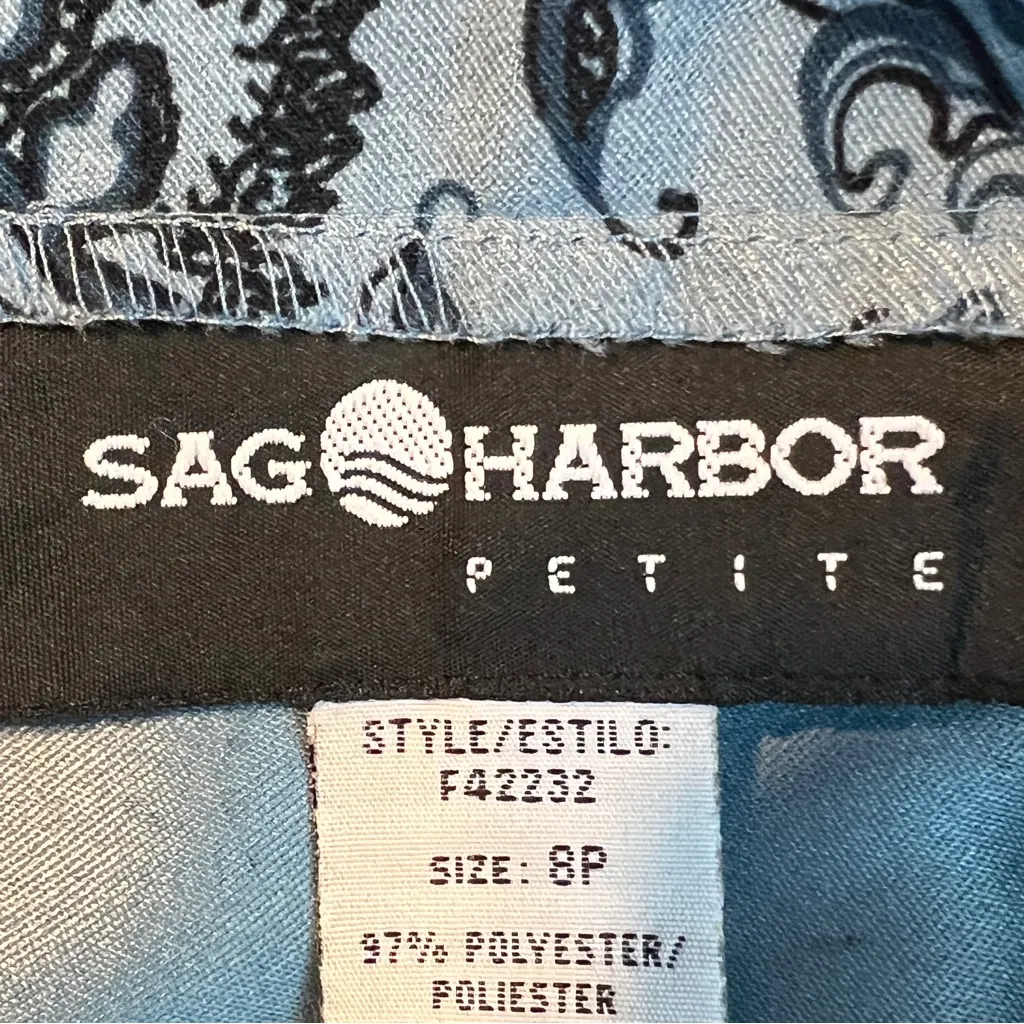 SAG HARBOR
PETITE
STYLE/ESTILO:
F42232
SIZE: 8P
97% POLYESTER/
POLIESTER